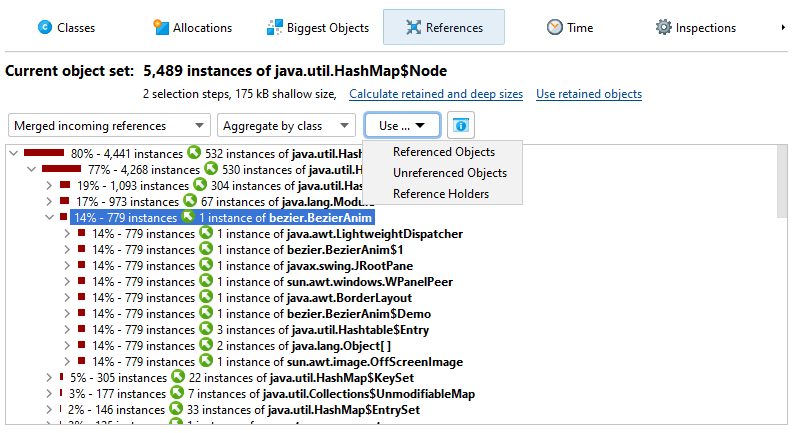 Classes Allocations Biggest Objects References Time Inspections
Current object set: 5,489 instances of java.util.HashMap$Node
2 selection steps, 175 kB shallow size, Calculate retained and deep sizes Use retained objects
Merged incoming references Aggregate by class Use ...
Referenced Objects
Unreferenced Objects
Reference Holders
80% - 4,441 instances 532 instances of java.util.Hash
77% - 4,268 instances 530 instances of java.util.H
19% - 1,093 instances 304 instances of java.util.Has
17% - 973 instances 67 instances of java.lang.Module
14% - 779 instances 1 instance of bezier.BezierAnim
14% - 779 instances 1 instance of java.awt.LightweightDispatcher
14% - 779 instances 1 instance of bezier.BezierAnim$1
14% - 779 instances 1 instance of javax.swing.JRootPane
14% - 779 instances 1 instance of sun.awt.windows.WPanelPeer
14% - 779 instances 1 instance of java.awt.BorderLayout
14% - 779 instances 1 instance of bezier.BezierAnim$Demo
14% - 779 instances 3 instances of java.util.Hashtable$Entry
14% - 779 instances 2 instances of java.lang.Object[ ]
14% - 779 instances 1 instance of sun.awt.image.OffScreenImage
5% - 305 instances 22 instances of java.util.HashMap$KeySet
3% - 177 instances 7 instances of java.util.Collections$UnmodifiableMap
2% - 146 instances 33 instances of java.util.HashMap$EntrySet